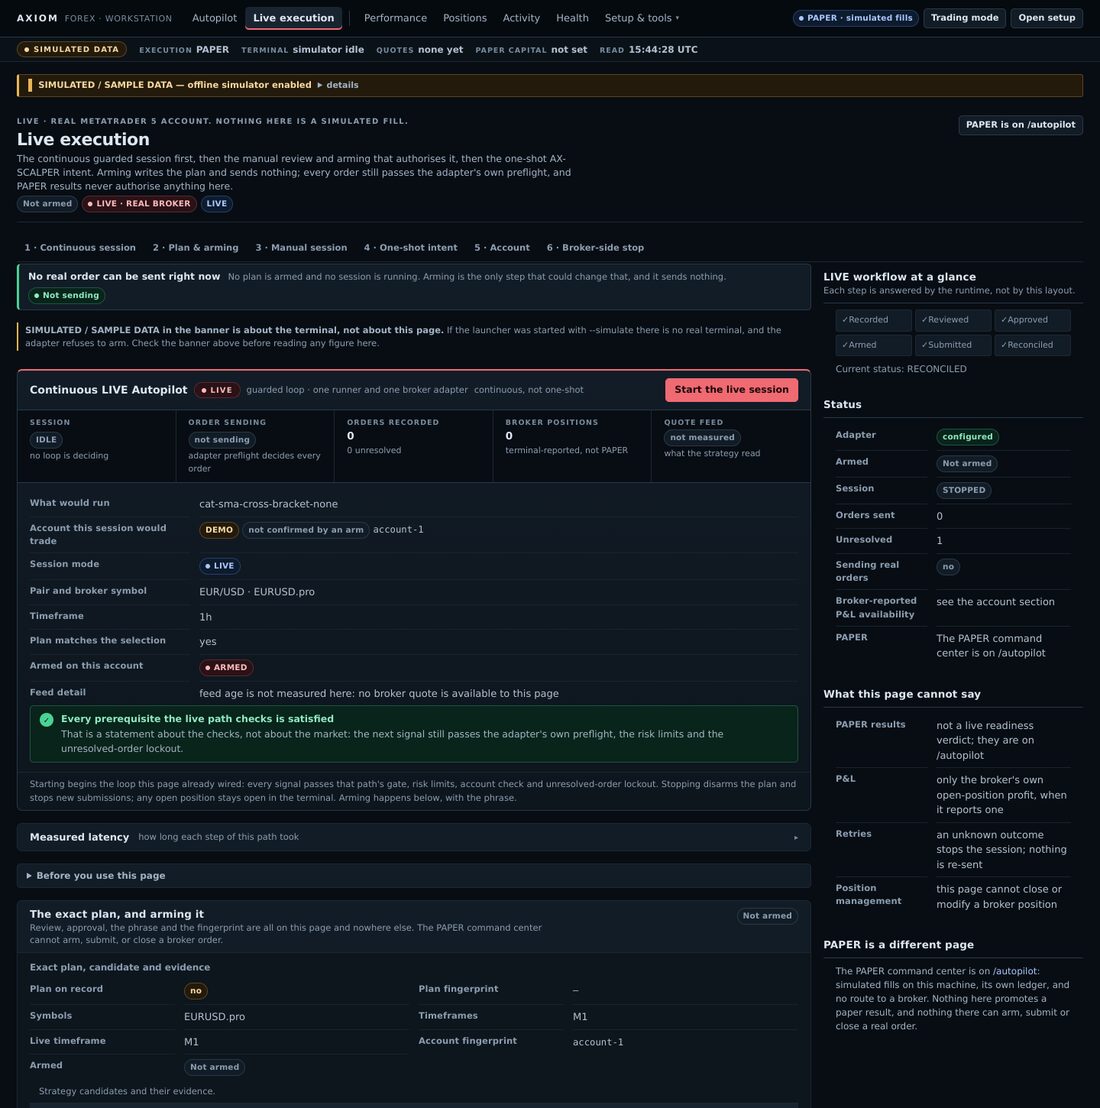 AXIOM FOREX · WORKSTATION Autopilot Live execution Performance Positions Activity Health Setup & tools ▾ ● PAPER · simulated fills Trading mode Open setup
● SIMULATED DATA EXECUTION PAPER TERMINAL simulator idle QUOTES none yet PAPER CAPITAL not set READ 15:44:28 UTC
SIMULATED / SAMPLE DATA — offline simulator enabled ▶ details
LIVE · REAL METATRADER 5 ACCOUNT. NOTHING HERE IS A SIMULATED FILL.
Live execution
PAPER is on /autopilot
The continuous guarded session first, then the manual review and arming that authorises it, then the one-shot AX-
SCALPER intent. Arming writes the plan and sends nothing; every order still passes the adapter's own preflight, and
PAPER results never authorise anything here.
Not armed ● LIVE · REAL BROKER LIVE
1 · Continuous session 2 · Plan & arming 3 · Manual session 4 · One-shot intent 5 · Account 6 · Broker-side stop
No real order can be sent right now No plan is armed and no session is running. Arming is the only step that could change that, and it sends nothing.
● Not sending
SIMULATED / SAMPLE DATA in the banner is about the terminal, not about this page. If the launcher was started with --simulate there is no real terminal, and the
adapter refuses to arm. Check the banner above before reading any figure here.
Continuous LIVE Autopilot ● LIVE guarded loop · one runner and one broker adapter continuous, not one-shot Start the live session
SESSION
IDLE
no loop is deciding
ORDER SENDING
not sending
adapter preflight decides every
order
ORDERS RECORDED
0
0 unresolved
BROKER POSITIONS
0
terminal-reported, not PAPER
QUOTE FEED
not measured
what the strategy read
What would run cat-sma-cross-bracket-none
Account this session would
trade
● DEMO not confirmed by an arm account-1
Session mode ● LIVE
Pair and broker symbol EUR/USD · EURUSD.pro
Timeframe 1h
Plan matches the selection yes
Armed on this account ● ARMED
Feed detail feed age is not measured here: no broker quote is available to this page
✓ Every prerequisite the live path checks is satisfied
That is a statement about the checks, not about the market: the next signal still passes the adapter's own preflight, the risk limits and the
unresolved-order lockout.
Starting begins the loop this page already wired: every signal passes that path's gate, risk limits, account check and unresolved-order lockout. Stopping disarms the plan and
stops new submissions; any open position stays open in the terminal. Arming happens below, with the phrase.
Measured latency how long each step of this path took ▸
▶ Before you use this page
The exact plan, and arming it Not armed
Review, approval, the phrase and the fingerprint are all on this page and nowhere else. The PAPER command center
cannot arm, submit, or close a broker order.
Exact plan, candidate and evidence
Plan on record no Plan fingerprint —
Symbols EURUSD.pro Timeframes M1
Live timeframe M1 Account fingerprint account-1
Armed Not armed
Strategy candidates and their evidence.
LIVE workflow at a glance
Each step is answered by the runtime, not by this layout.
✓Recorded ✓Reviewed ✓Approved
✓Armed ✓Submitted ✓Reconciled
Current status: RECONCILED
Status
Adapter configured
Armed Not armed
Session STOPPED
Orders sent 0
Unresolved 1
Sending real
orders
no
Broker-reported
P&L availability
see the account section
PAPER The PAPER command
center is on /autopilot
What this page cannot say
PAPER results not a live readiness
verdict; they are on
/autopilot
P&L only the broker's own
open-position profit, when
it reports one
Retries an unknown outcome
stops the session; nothing
is re-sent
Position
management
this page cannot close or
modify a broker position
PAPER is a different page
The PAPER command center is on /autopilot:
simulated fills on this machine, its own ledger, and
no route to a broker. Nothing here promotes a
paper result, and nothing there can arm, submit or
close a real order.